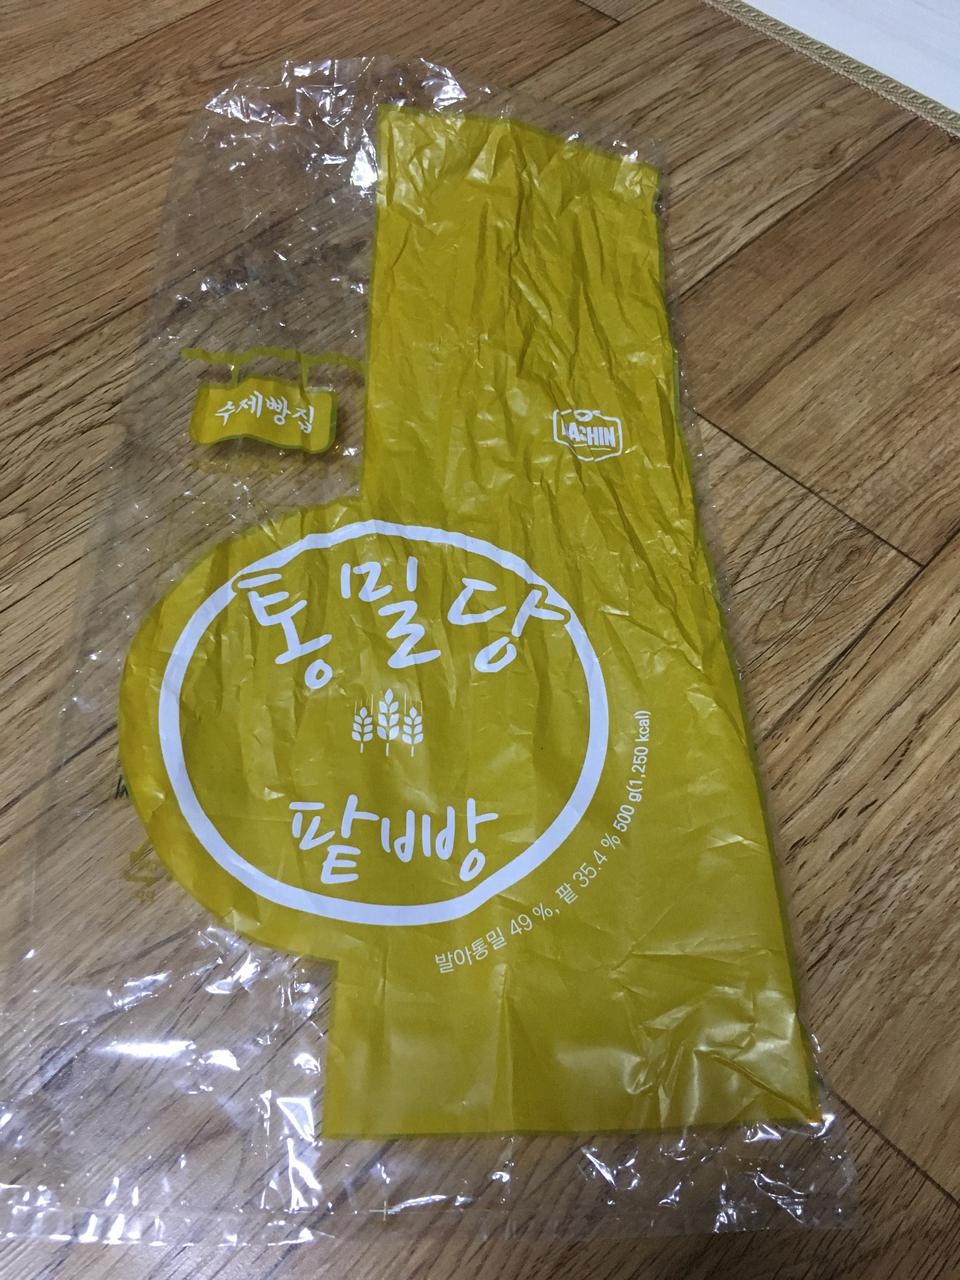 수제빵집
통밀당
팥빵
발아통밀 49 %, 팥 35.4 % 500 g(1,250 kcal)